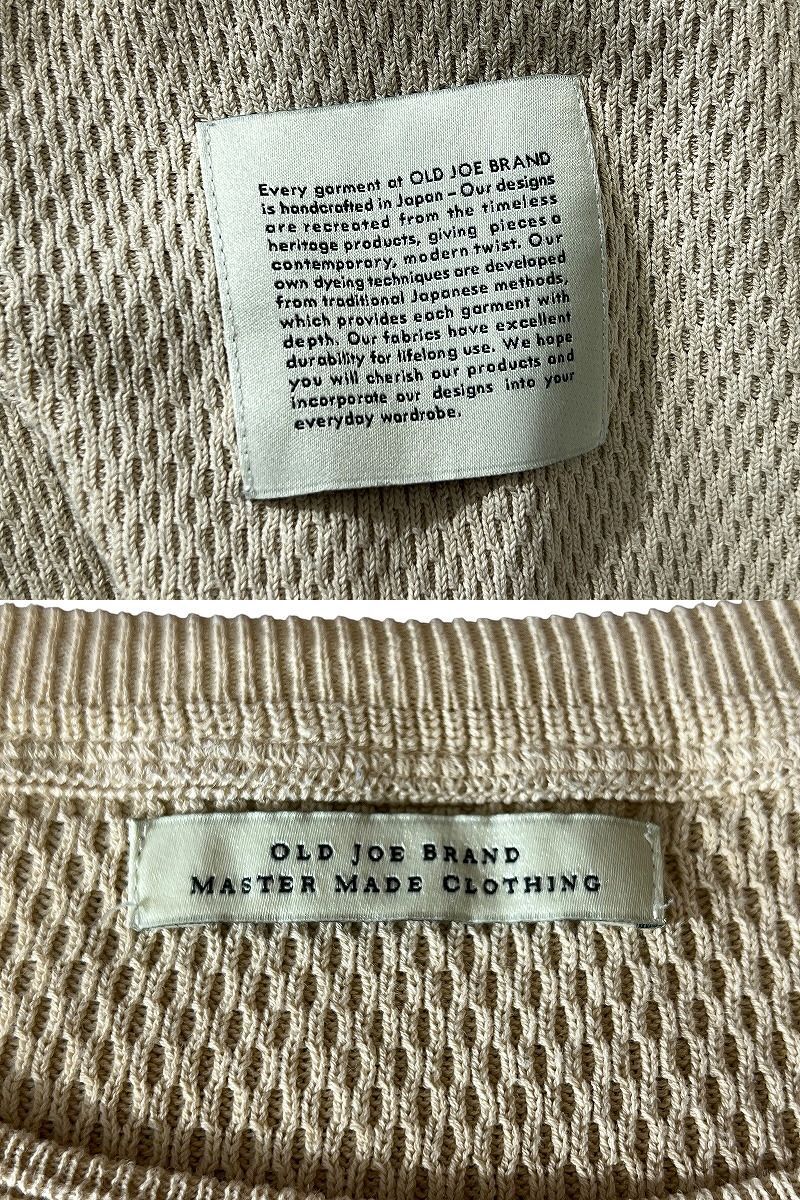 Every garment at OLD JOE BRAND
is handcrafted in Japan – Our designs
are recreated from the timeless
heritage products, giving pieces a
contemporary, modern twist. Our
own dyeing techniques are developed
from traditional Japanese methods,
which provides each garment with
depth. Our fabrics have excellent
durability for lifelong use. We hope
you will cherish our products and
incorporate our designs into your
everyday wardrobe.
OLD JOE BRAND
MASTER MADE CLOTHING